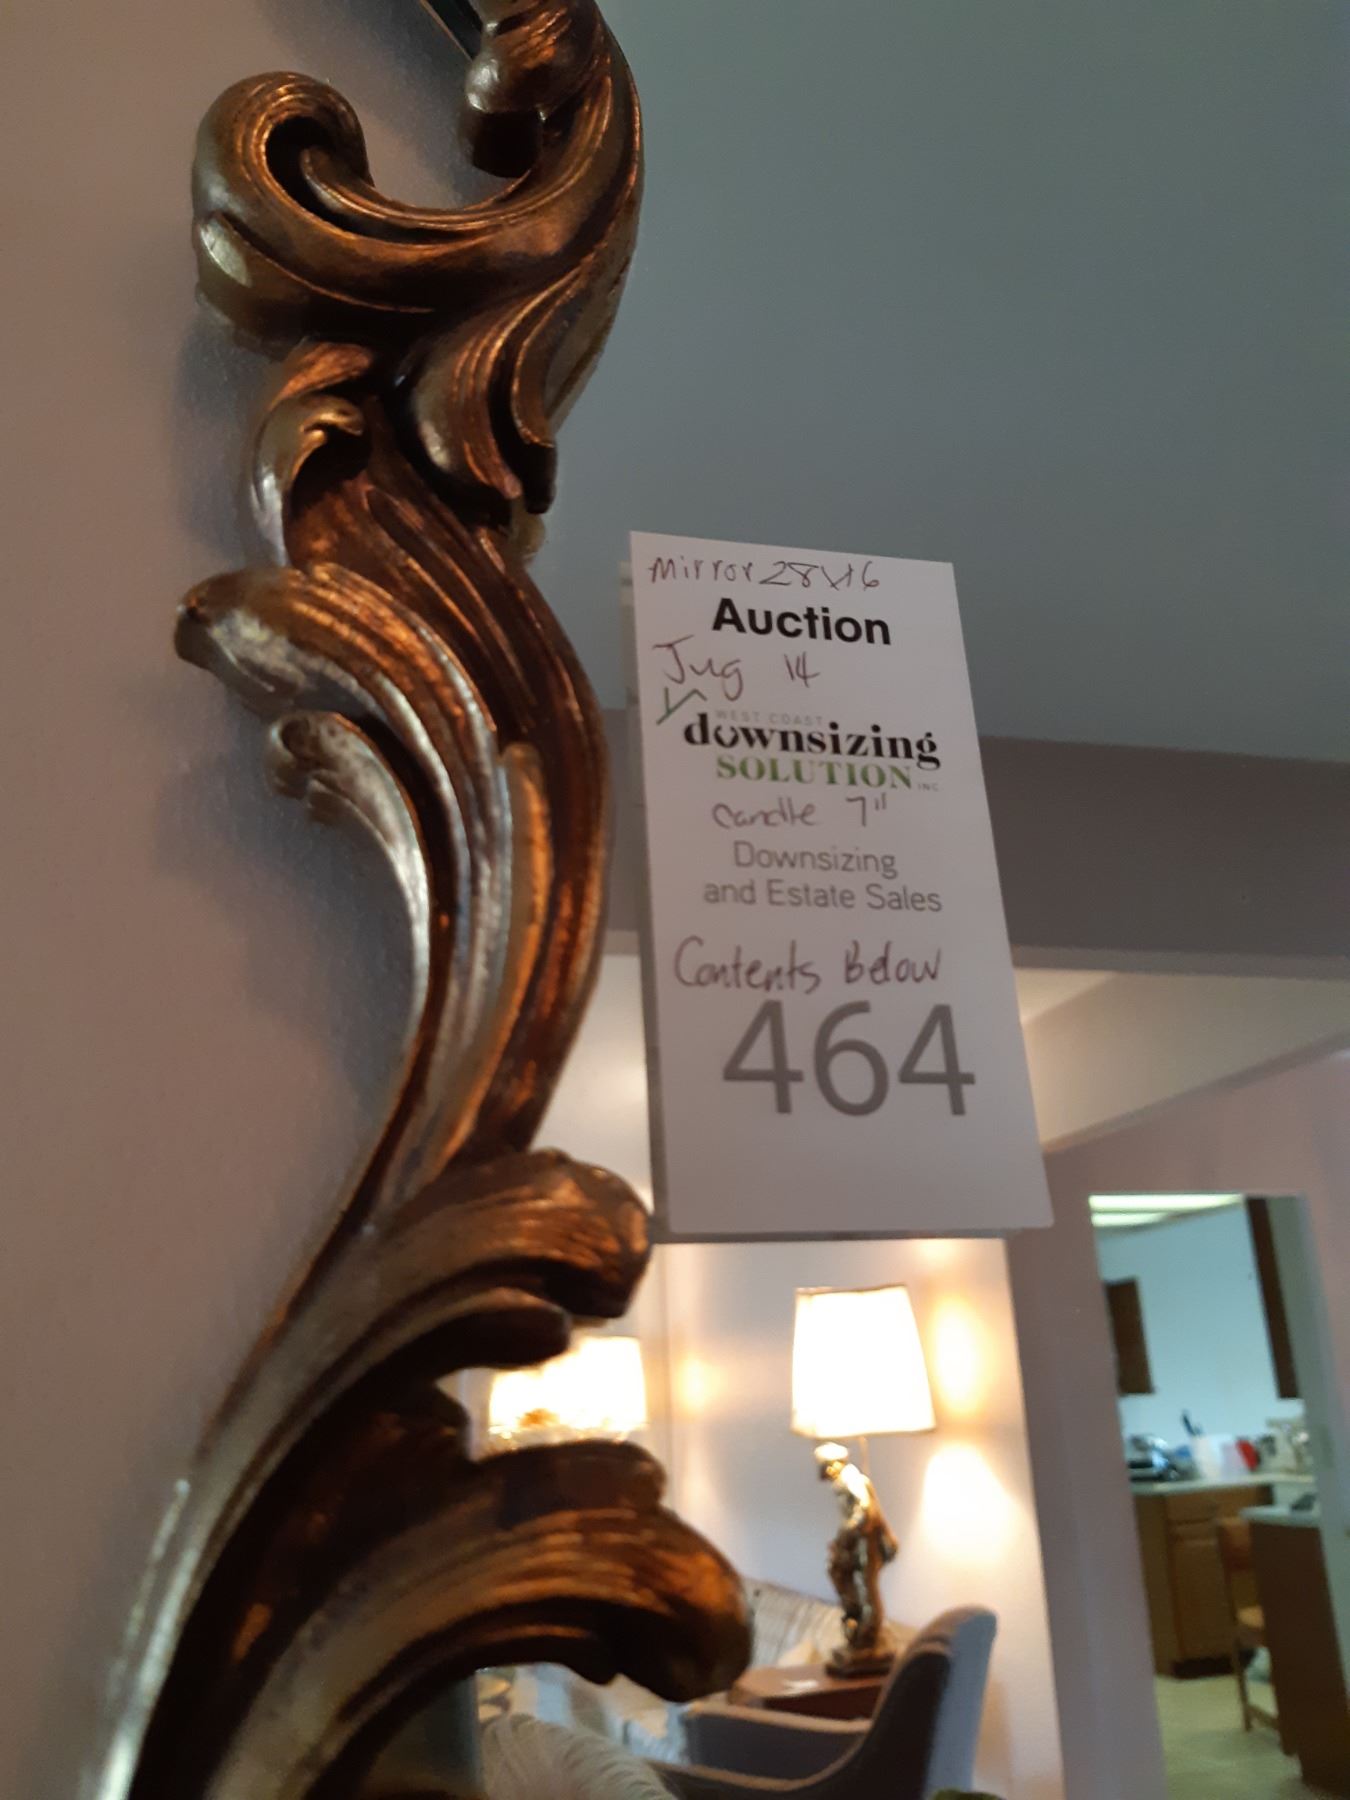 Mirror 28x16
Auction
Jug 14
WEST COAST
downsizing
SOLUTION INC
candle 7"
Downsizing
and Estate Sales
Contents Below
464